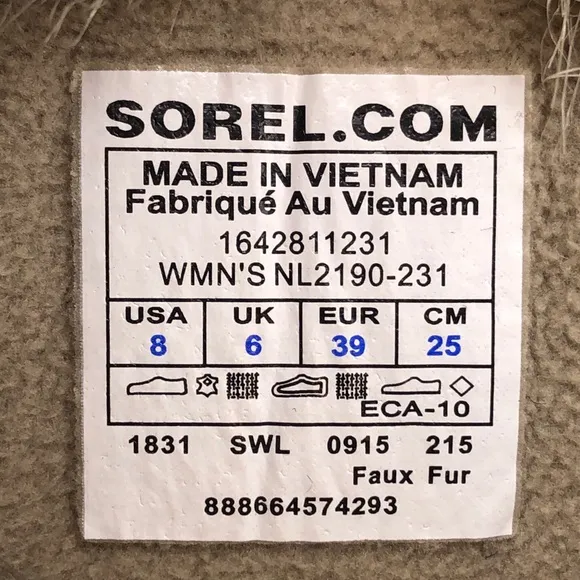 SOREL.COM
MADE IN VIETNAM
Fabriqué Au Vietnam
1642811231
WMN'S NL2190-231
USA UK EUR CM
8 6 39 25
ECA-10
1831 SWL 0915 215
Faux Fur
888664574293